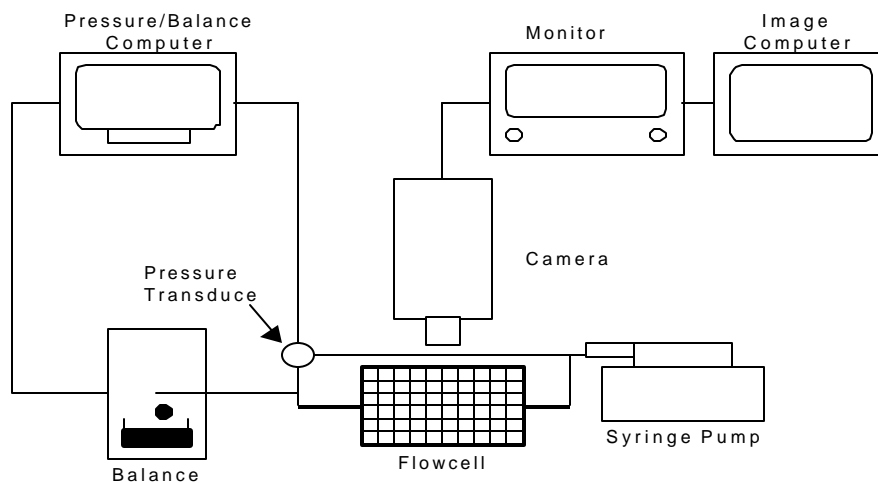 Pressure/Balance
Computer
Monitor
Image
Computer
Camera
Pressure
Transduce
Syringe Pump
Flowcell
Balance